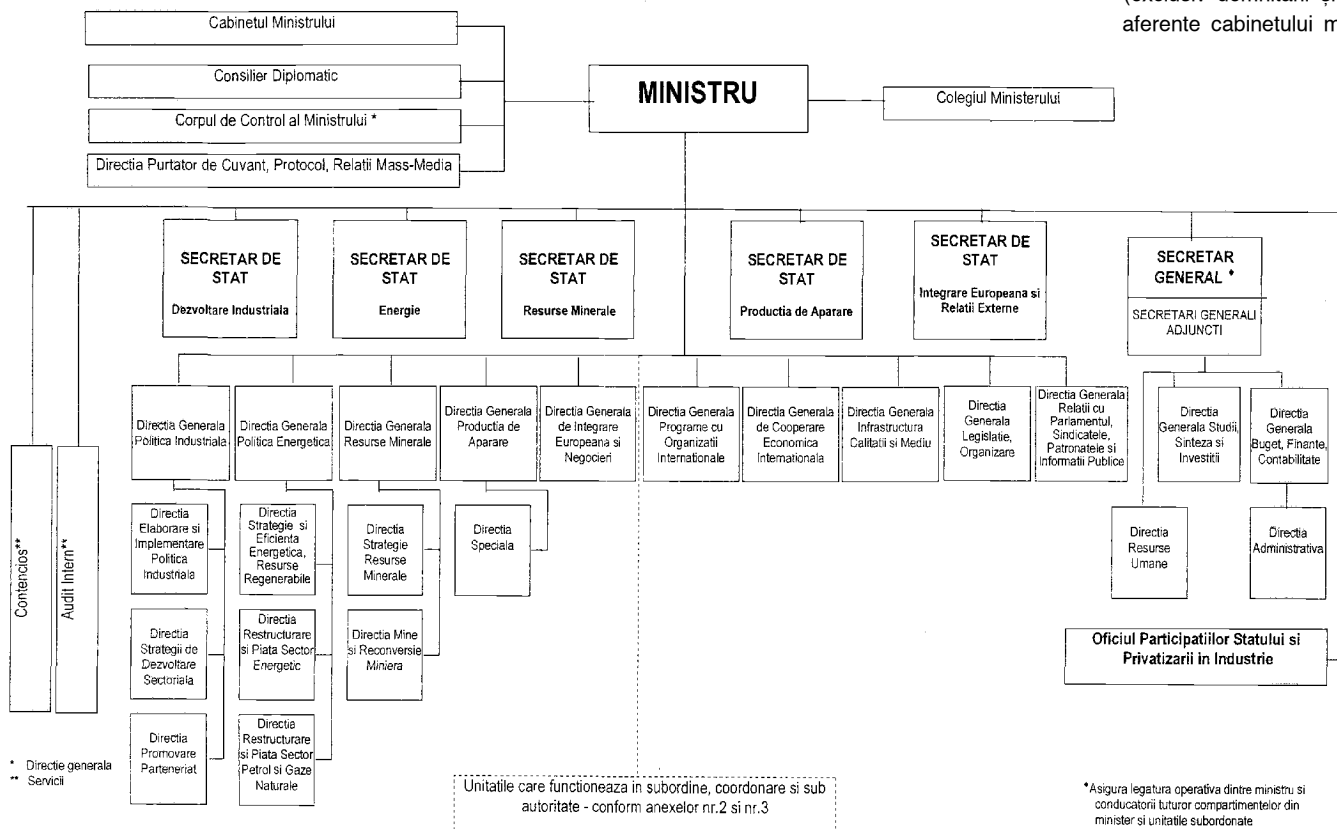 (exclusiv demnitarii și
aferente cabinetului m
Cabinetul Ministrului
Consilier Diplomatic
Corpul de Control al Ministrului *
Directia Purtator de Cuvant, Protocol, Relatii Mass-Media
MINISTRU
Colegiul Ministerului
SECRETAR DE
STAT
Dezvoltare Industriala
SECRETAR DE
STAT
Energie
SECRETAR DE
STAT
Resurse Minerale
SECRETAR DE
STAT
Productia de Aparare
SECRETAR DE
STAT
Integrare Europeana si
Relatii Externe
SECRETAR
GENERAL *
SECRETARI GENERALI
ADJUNCTI
Directia Generala
Politica Industriala
Directia Generala
Politica Energetica
Directia Generala
Resurse Minerale
Directia Generala
Productia de
Aparare
Directia Generala
de Integrare
Europeana si
Negocieri
Directia Generala
Programe cu
Organizatii
Internationale
Directia Generala
de Cooperare
Economica
Internationala
Directia Generala
Infrastructura
Calitatii si Mediu
Directia
Generala
Legislatie,
Organizare
Directia Generala
Relatii cu
Parlamentul,
Sindicatele,
Patronatele si
Informatii Publice
Directia
Generala Studii,
Sinteza si
Investitii
Directia
Generala
Buget, Finante,
Contabilitate
Contencios**
Audit Intern**
Directia
Elaborare si
Implementare
Politica
Industriala
Directia
Strategie si
Eficienta
Energetica,
Resurse
Regenerabile
Directia
Strategie
Resurse
Minerale
Directia
Speciala
Directia
Resurse
Umane
Directia
Administrativa
Directia
Strategii de
Dezvoltare
Sectoriala
Directia
Restructurare
si Piata Sector
Energetic
Directia Mine
si Reconversie
Miniera
Oficiul Participatiilor Statului si
Privatizarii in Industrie
Directia
Promovare
Parteneriat
Directia
Restructurare
si Piata Sector
Petrol si Gaze
Naturale
* Directie generala
** Servicii
Unitatile care functioneaza in subordine, coordonare si sub
autoritate - conform anexelor nr.2 si nr.3
*Asigura legatura operativa dintre ministru si
conducatorii tuturor compartimentelor din
minister si unitatile subordonate